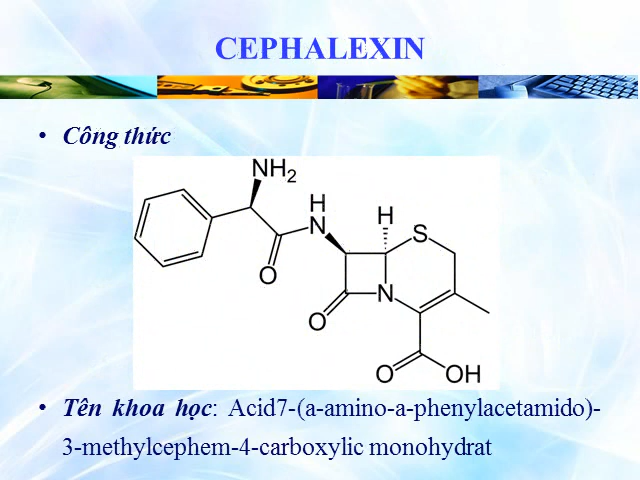 CEPHALEXIN
• Công thức
NH2
H
N
H
S
O
N
O
O
OH
• Tên khoa học: Acid7-(a-amino-a-phenylacetamido)-
3-methylcephem-4-carboxylic monohydrat